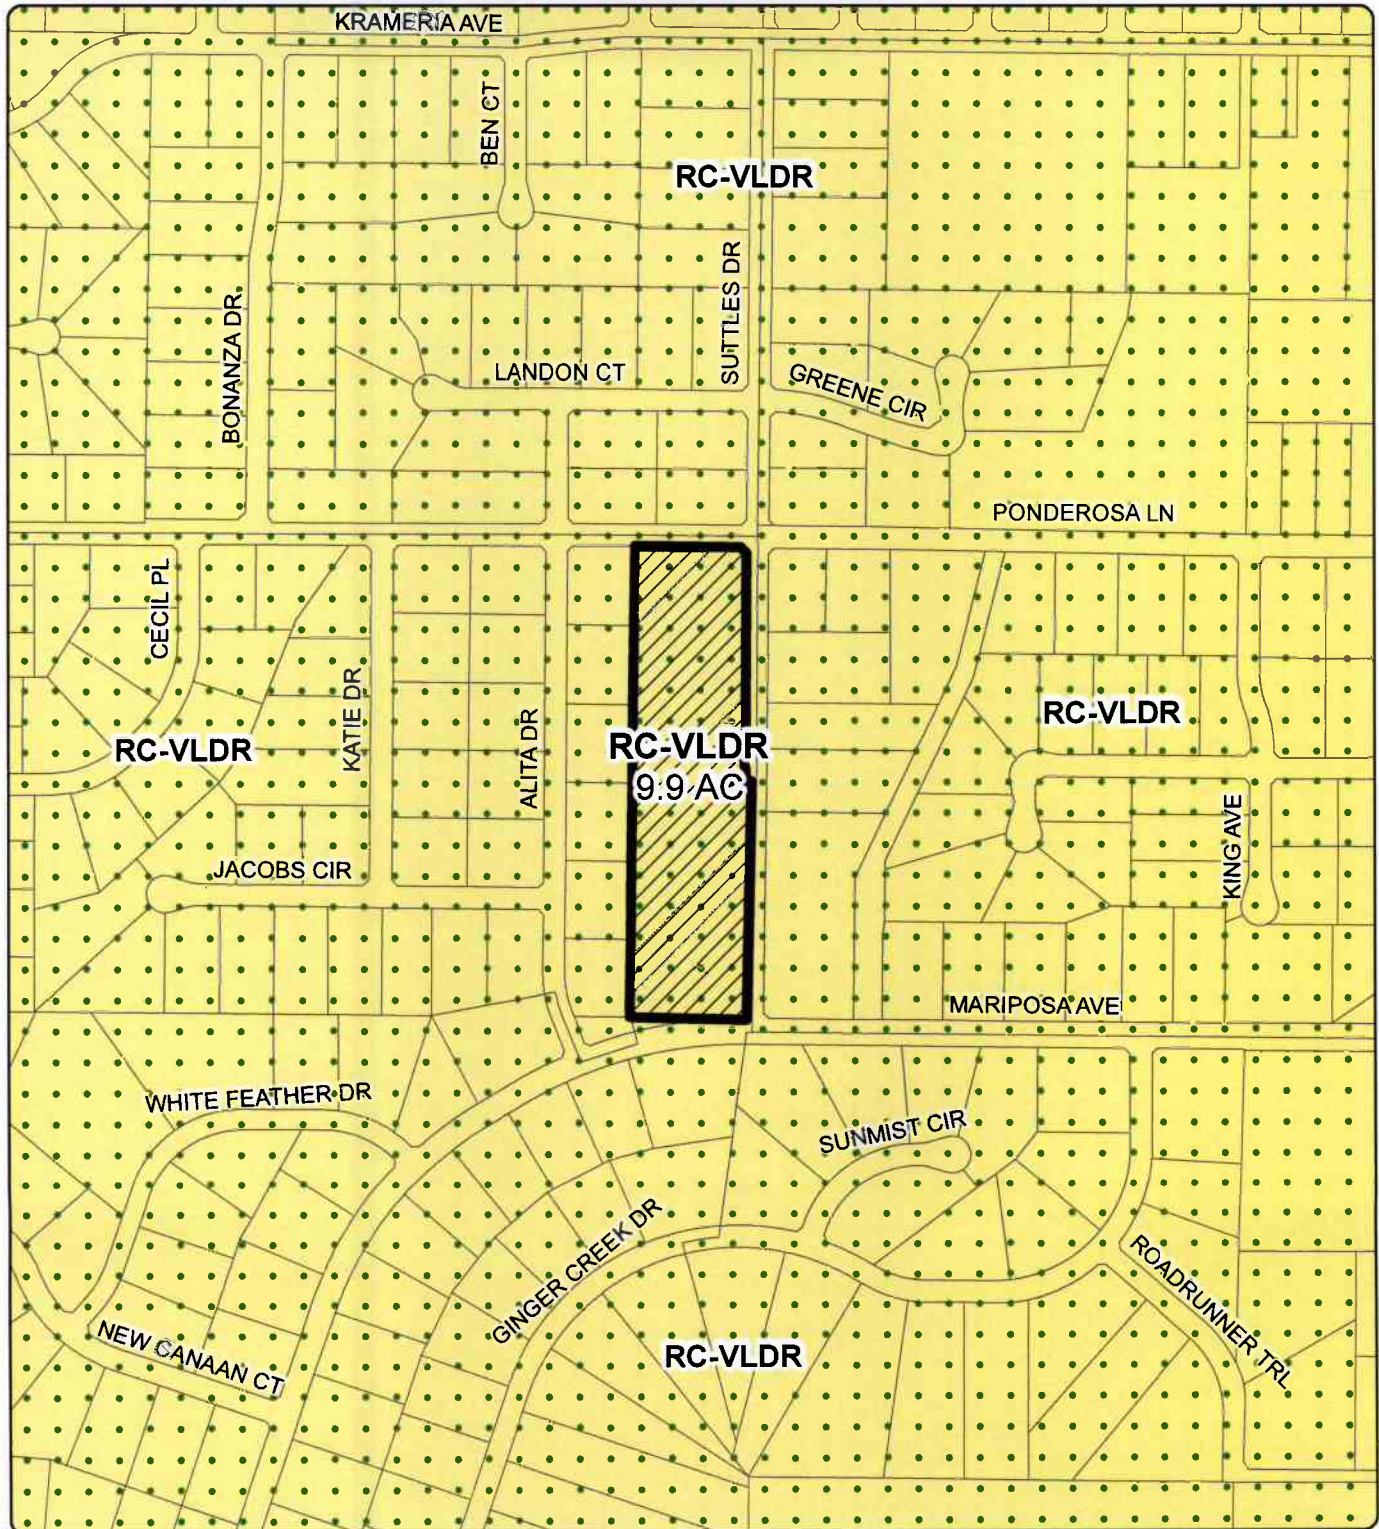 KRAMERIA AVE
BEN CT
RC-VLDR
SUTTLES DR
BONANZA DR
LANDON CT
GREENE CIR
PONDEROSA LN
CECIL PL
KATIE DR
ALITA DR
RC-VLDR
RC-VLDR
9.9 AC
RC-VLDR
KING AVE
JACOBS CIR
MARIPOSA AVE
WHITE FEATHER DR
SUNMIST CIR
GINGER CREEK DR
ROADRUNNER TRL
NEW CANAAN CT
RC-VLDR